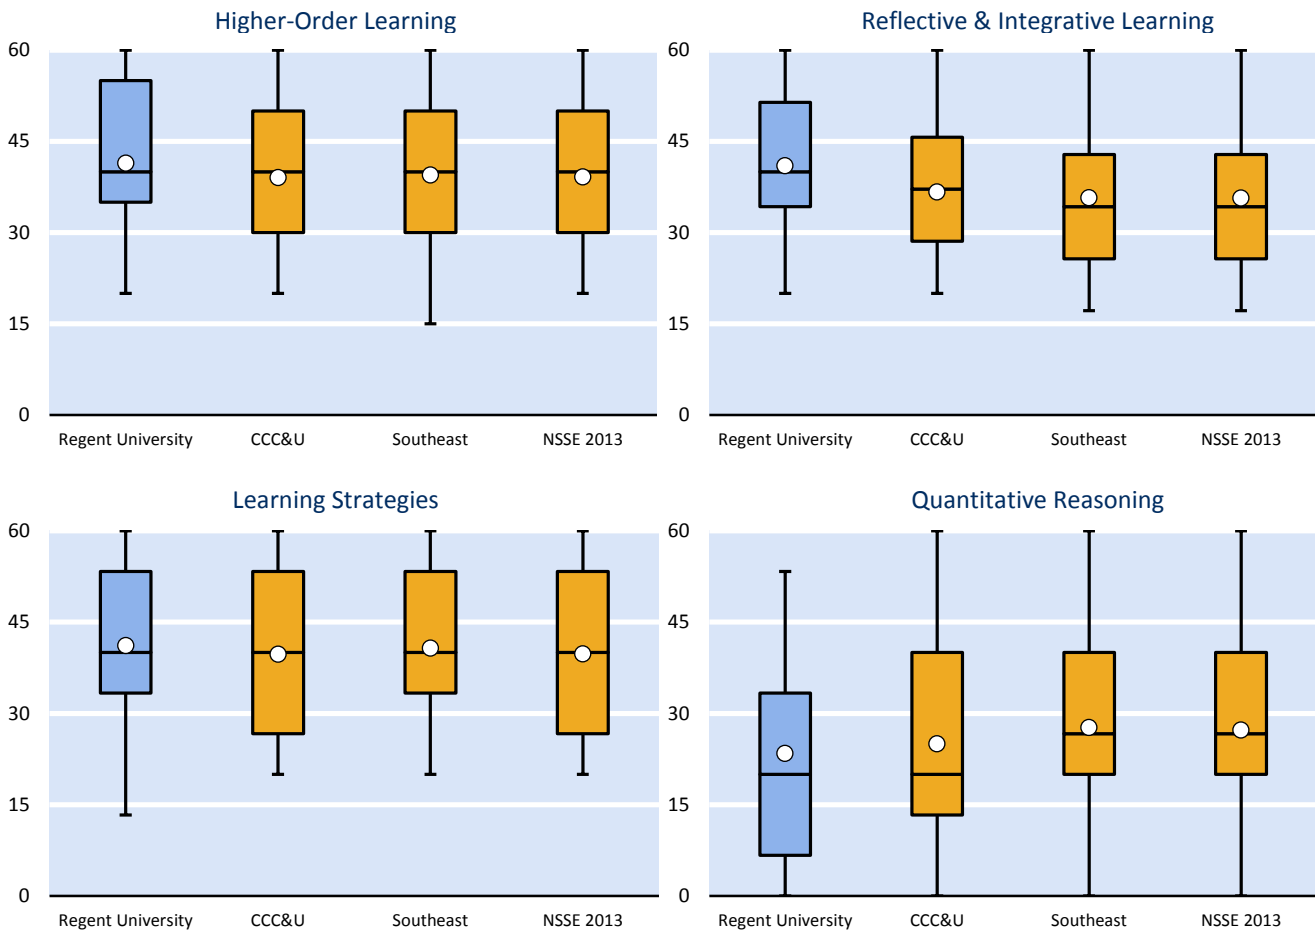 Higher-Order Learning
60
45
30
15
0
Regent University CCC&U Southeast NSSE 2013
Reflective & Integrative Learning
60
45
30
15
0
Regent University CCC&U Southeast NSSE 2013
Learning Strategies
60
45
30
15
0
Regent University CCC&U Southeast NSSE 2013
Quantitative Reasoning
60
45
30
15
0
Regent University CCC&U Southeast NSSE 2013